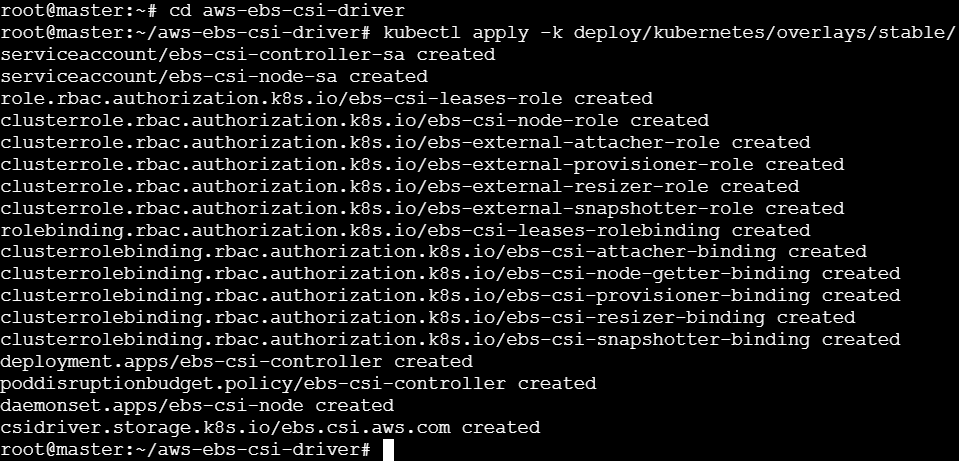 root@master:~# cd aws-ebs-csi-driver
root@master:~/aws-ebs-csi-driver# kubectl apply -k deploy/kubernetes/overlays/stable/
serviceaccount/ebs-csi-controller-sa created
serviceaccount/ebs-csi-node-sa created
role.rbac.authorization.k8s.io/ebs-csi-leases-role created
clusterrole.rbac.authorization.k8s.io/ebs-csi-node-role created
clusterrole.rbac.authorization.k8s.io/ebs-external-attacher-role created
clusterrole.rbac.authorization.k8s.io/ebs-external-provisioner-role created
clusterrole.rbac.authorization.k8s.io/ebs-external-resizer-role created
clusterrole.rbac.authorization.k8s.io/ebs-external-snapshotter-role created
rolebinding.rbac.authorization.k8s.io/ebs-csi-leases-rolebinding created
clusterrolebinding.rbac.authorization.k8s.io/ebs-csi-attacher-binding created
clusterrolebinding.rbac.authorization.k8s.io/ebs-csi-node-getter-binding created
clusterrolebinding.rbac.authorization.k8s.io/ebs-csi-provisioner-binding created
clusterrolebinding.rbac.authorization.k8s.io/ebs-csi-resizer-binding created
clusterrolebinding.rbac.authorization.k8s.io/ebs-csi-snapshotter-binding created
deployment.apps/ebs-csi-controller created
poddisruptionbudget.policy/ebs-csi-controller created
daemonset.apps/ebs-csi-node created
csidriver.storage.k8s.io/ebs.csi.aws.com created
root@master:~/aws-ebs-csi-driver#